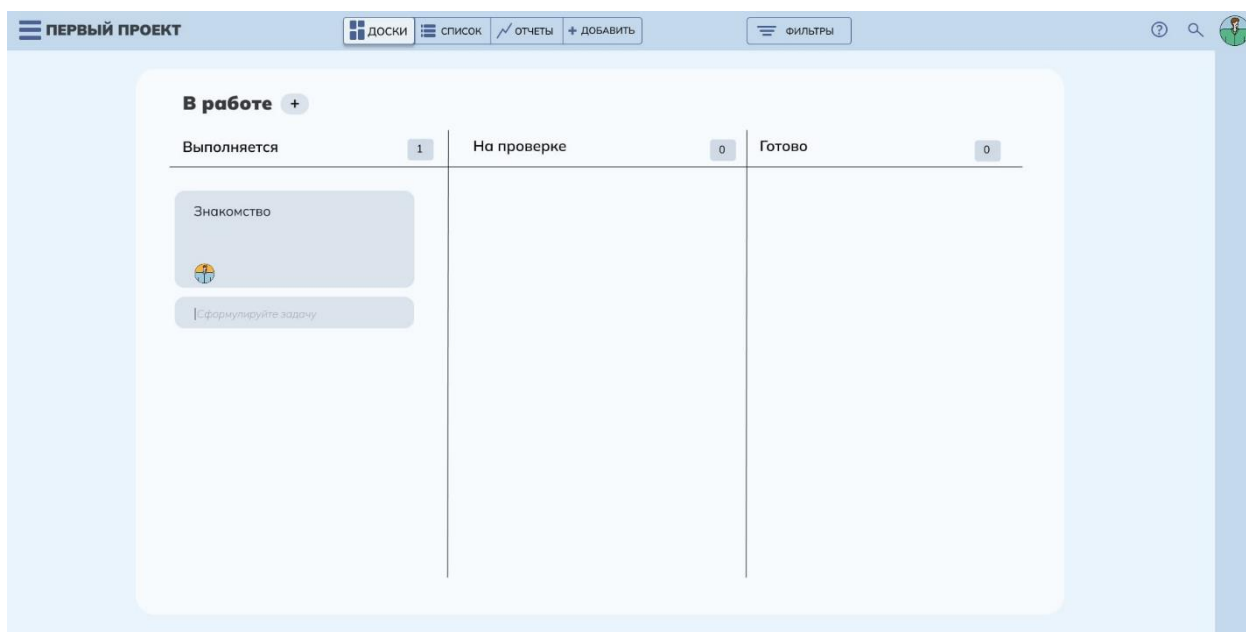 ПЕРВЫЙ ПРОЕКТ
ДОСКИ
СПИСОК
ОТЧЕТЫ
+ ДОБАВИТЬ
ФИЛЬТРЫ
?
В работе +
Выполняется 1
На проверке 0
Готово 0
Знакомство
Сформулируйте задачу